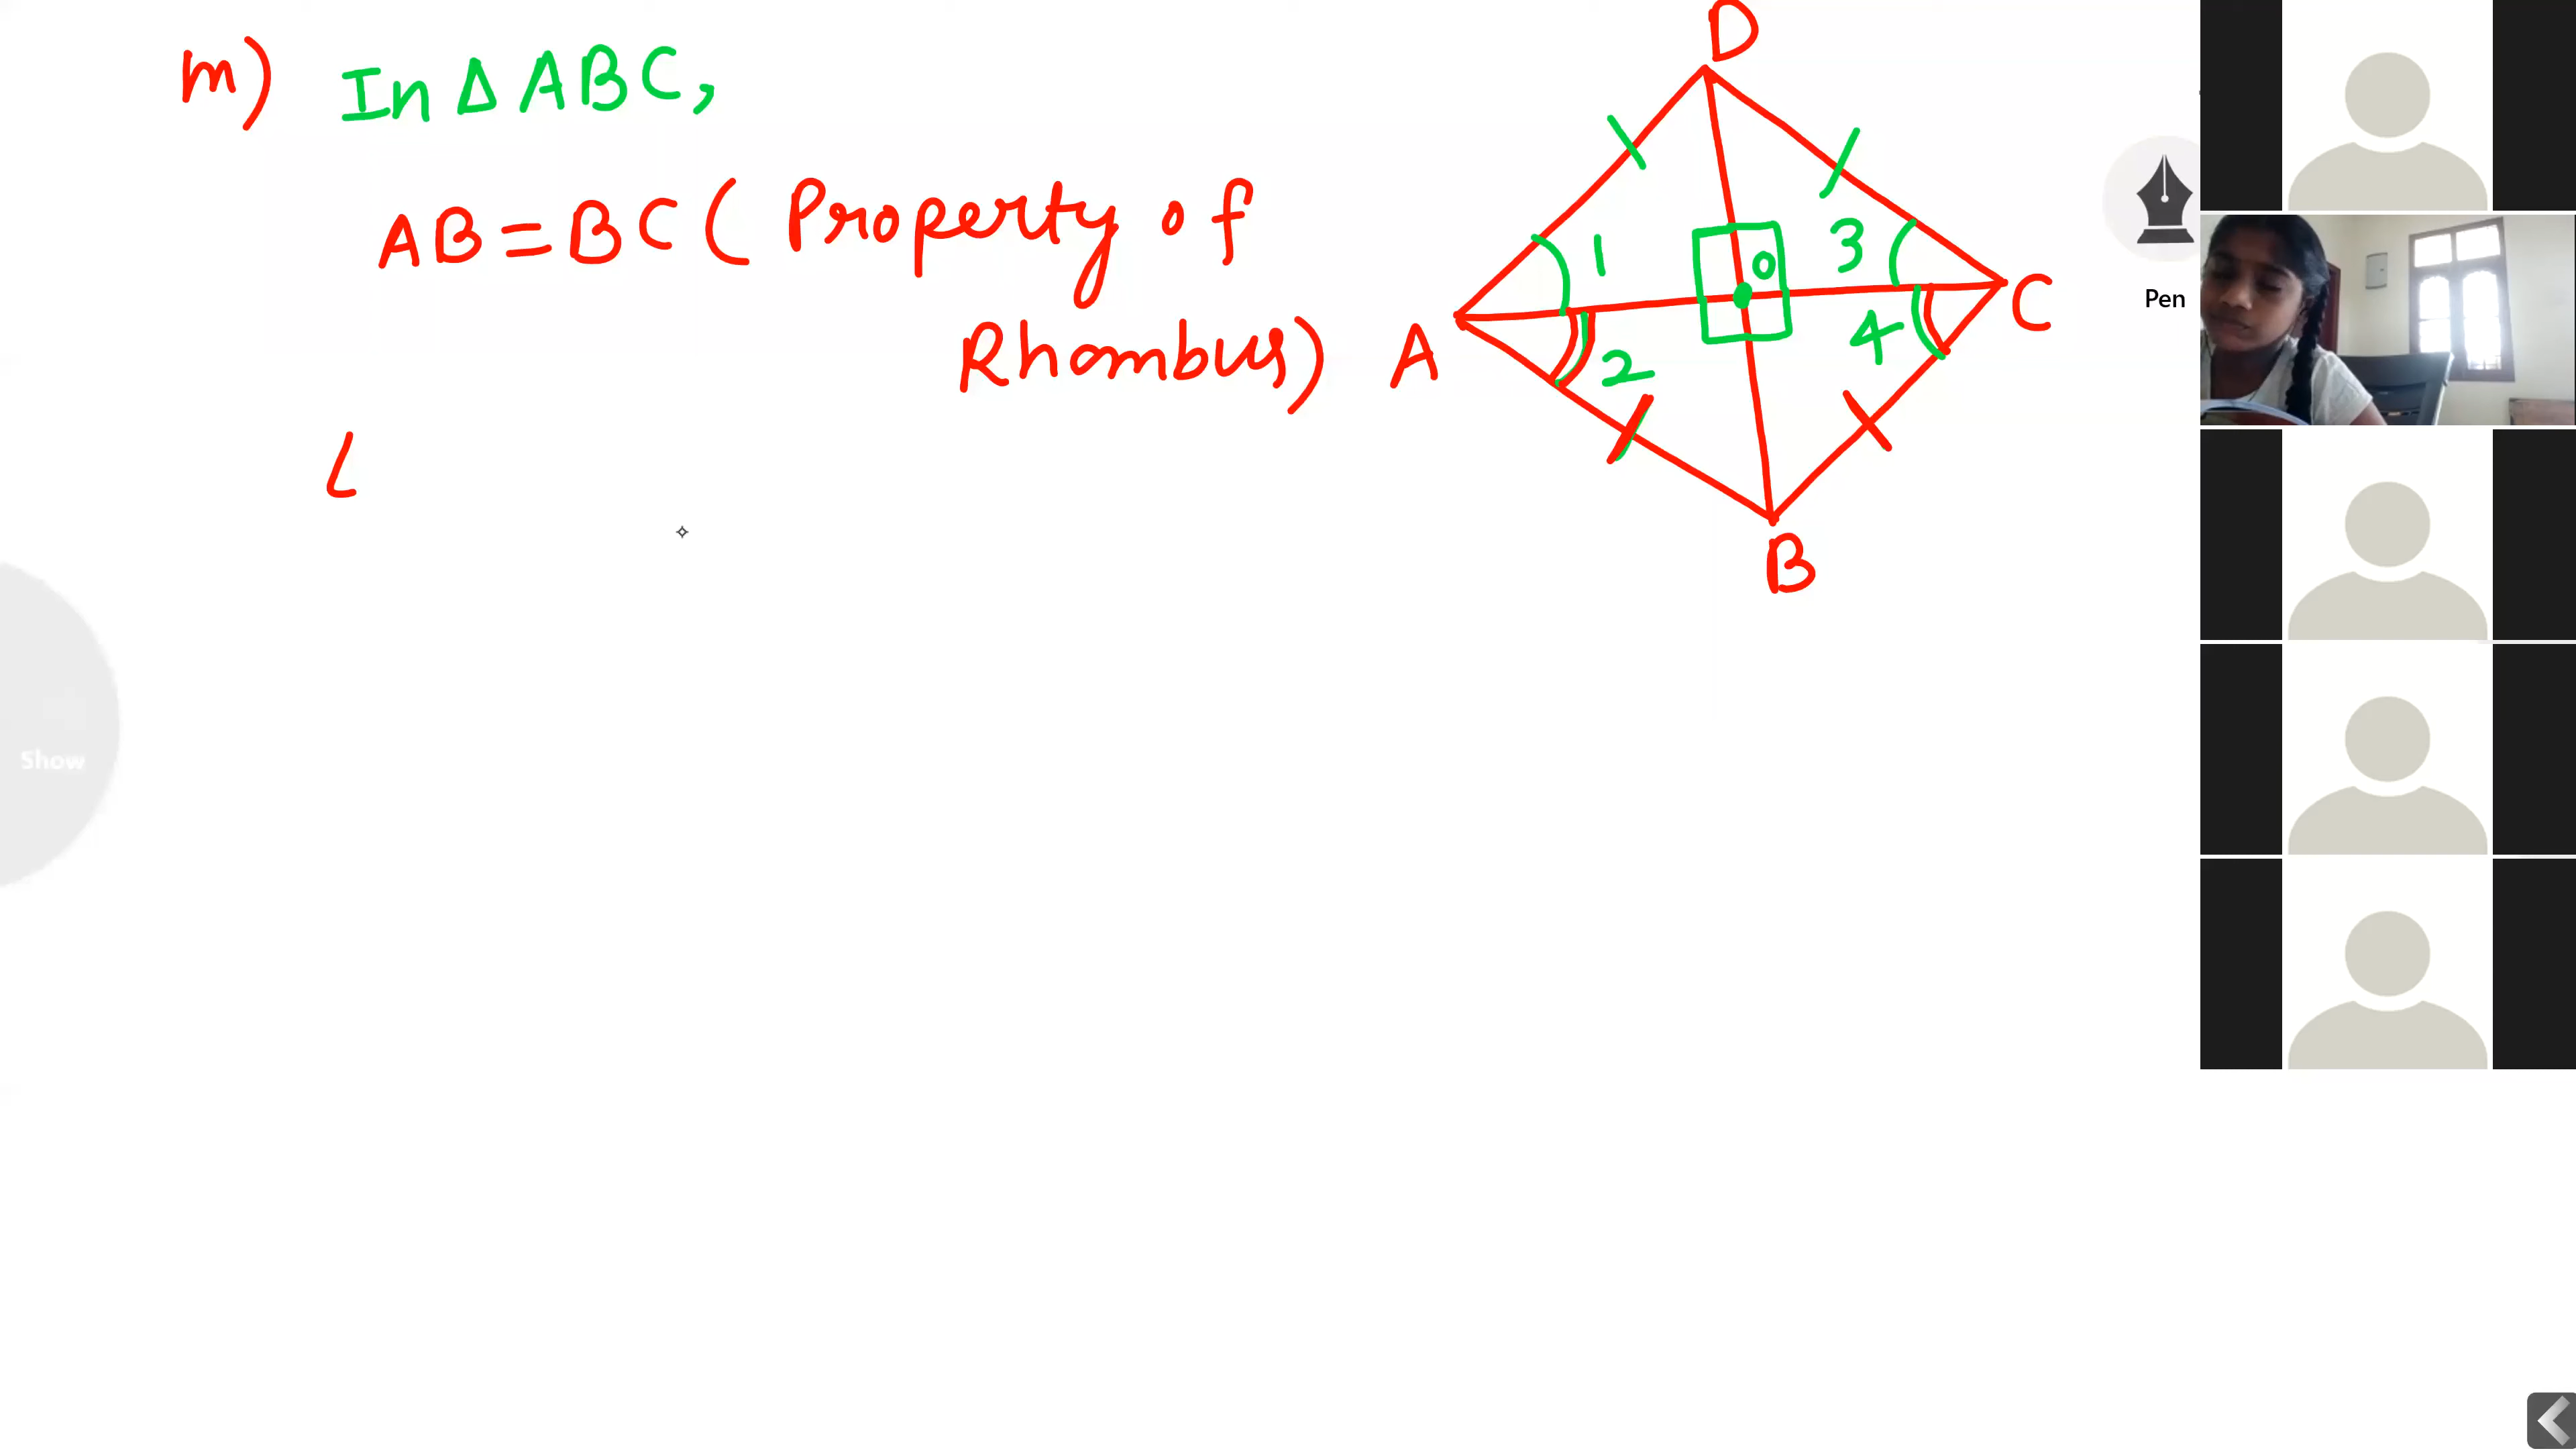 m) In Δ ABC,
AB = BC ( Property of
Rhombus)
∠
D
1
3
O
A
2
4
C
B
Pen
Show